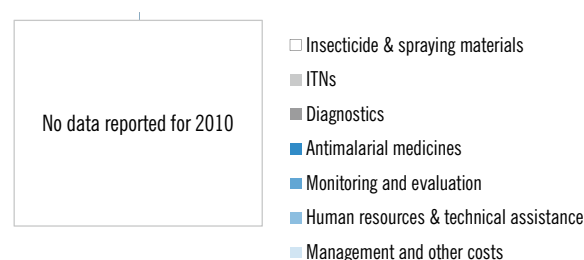 No data reported for 2010
Insecticide & spraying materials
ITNs
Diagnostics
Antimalarial medicines
Monitoring and evaluation
Human resources & technical assistance
Management and other costs